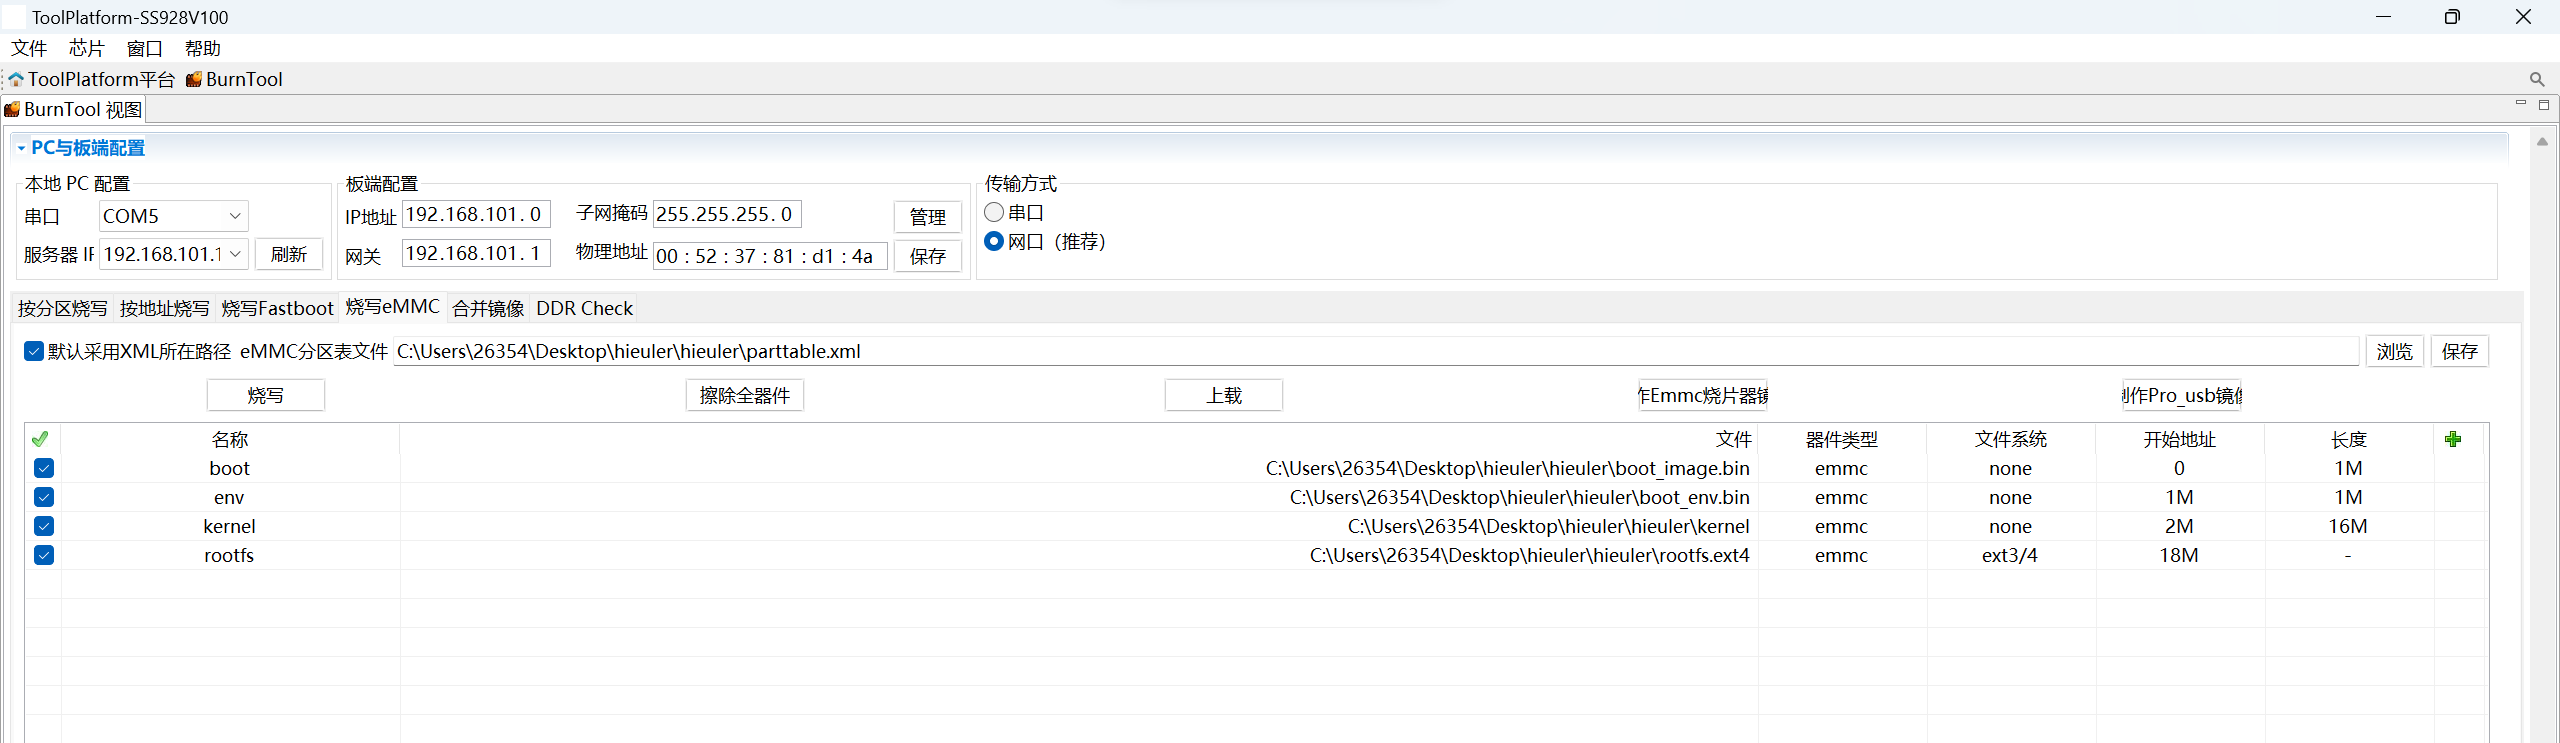 ToolPlatform-SS928V100
文件 芯片 窗口 帮助
ToolPlatform平台 BurnTool
BurnTool 视图
PC与板端配置
本地 PC 配置
串口 COM5
服务器 IP 192.168.101.1 刷新
板端配置
IP地址 192.168.101. 0 子网掩码 255.255.255. 0 管理
网关 192.168.101. 1 物理地址 00 : 52 : 37 : 81 : d1 : 4a 保存
传输方式
串口
网口（推荐）
按分区烧写 按地址烧写 烧写Fastboot 烧写eMMC 合并镜像 DDR Check
默认采用XML所在路径 eMMC分区表文件 C:\Users\26354\Desktop\hieuler\hieuler\parttable.xml 浏览 保存
烧写 擦除全器件 上载 作Emmc烧片器镜 制作Pro_usb镜像
名称 文件 器件类型 文件系统 开始地址 长度
boot C:\Users\26354\Desktop\hieuler\hieuler\boot_image.bin emmc none 0 1M
env C:\Users\26354\Desktop\hieuler\hieuler\boot_env.bin emmc none 1M 1M
kernel C:\Users\26354\Desktop\hieuler\hieuler\kernel emmc none 2M 16M
rootfs C:\Users\26354\Desktop\hieuler\hieuler\rootfs.ext4 emmc ext3/4 18M -